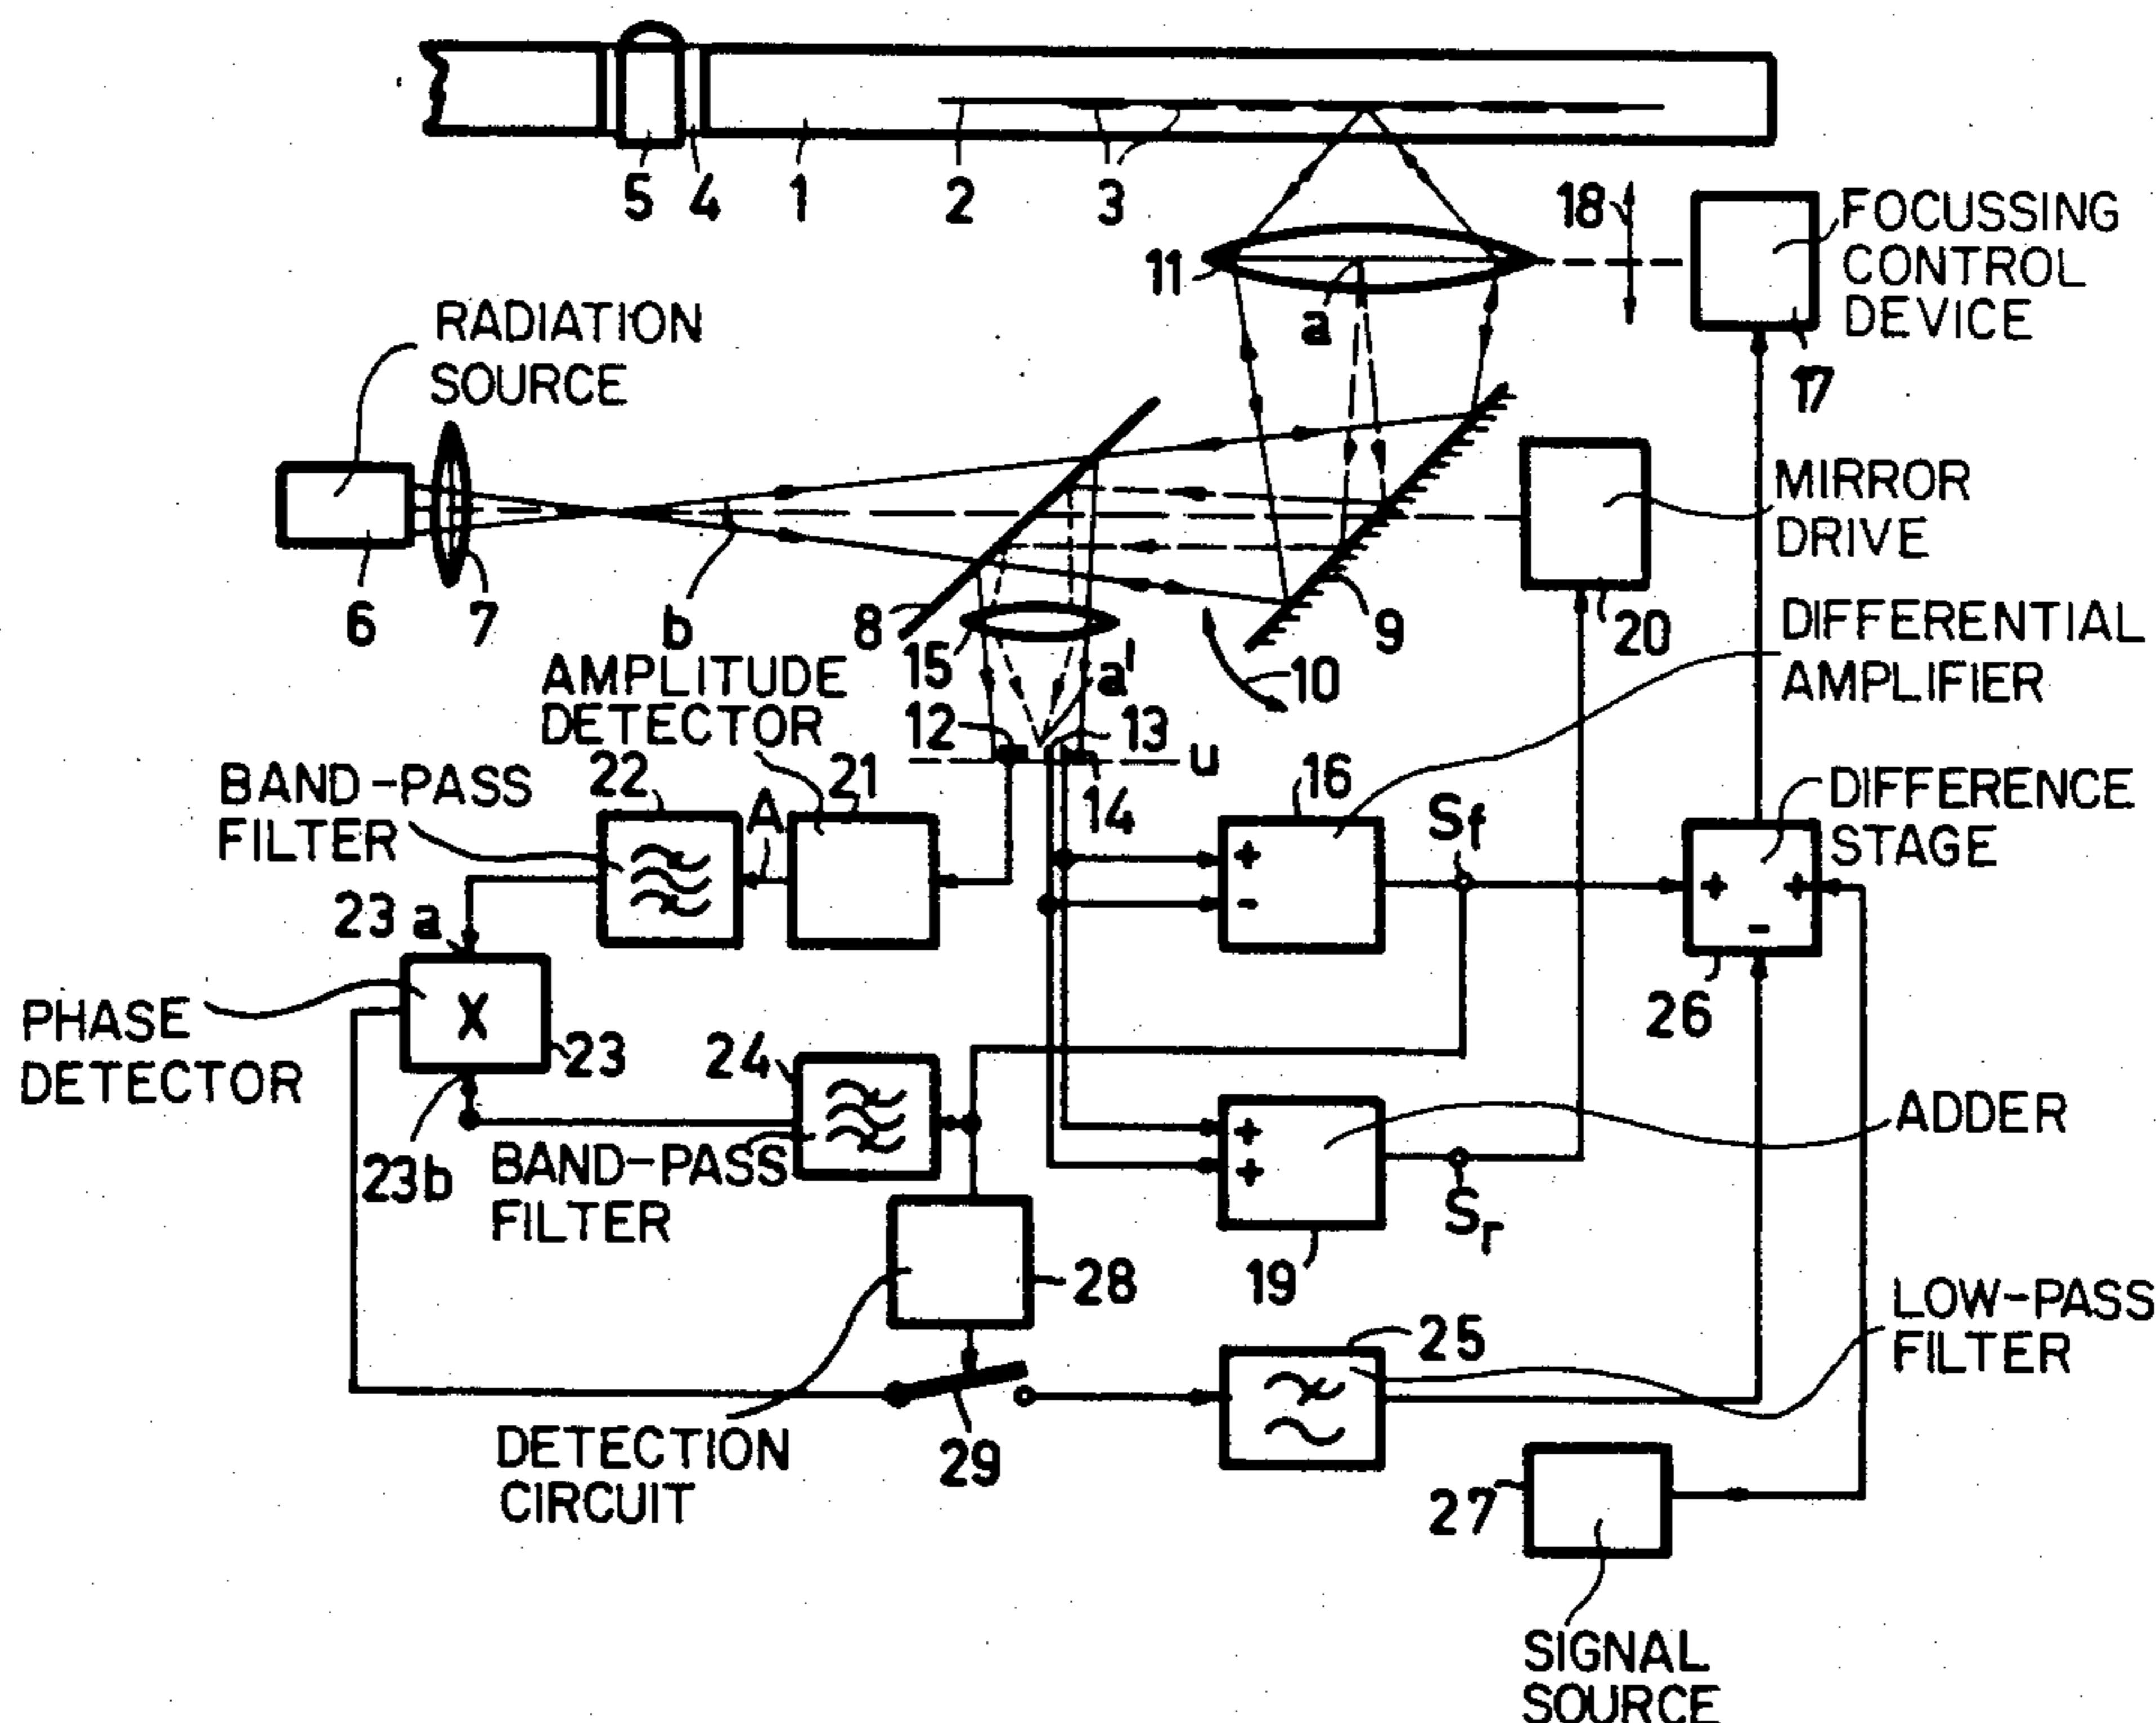 5 4 1 2 3
18
FOCUSSING
CONTROL
DEVICE
11
a
17
RADIATION
SOURCE
MIRROR
DRIVE
6 7 b 8 9 20
15 a' 10
DIFFERENTIAL
AMPLIFIER
AMPLITUDE
DETECTOR
12 13 u
BAND-PASS
FILTER
22 A 21 14 16 Sf
DIFFERENCE
STAGE
+ - + + -
23a
26
PHASE
DETECTOR
X
23
24
ADDER
23b
BAND-PASS
FILTER
+ +
Sr
28 19
LOW-PASS
FILTER
25
DETECTION
CIRCUIT
29
27
SIGNAL
SOURCE